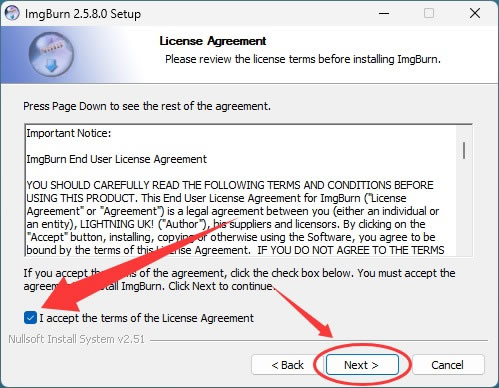 ImgBurn 2.5.8.0 Setup
License Agreement
Please review the license terms before installing ImgBurn.
Press Page Down to see the rest of the agreement.
Important Notice:
ImgBurn End User License Agreement
YOU SHOULD CAREFULLY READ THE FOLLOWING TERMS AND CONDITIONS BEFORE
USING THIS PRODUCT. This End User License Agreement for ImgBurn ("License
Agreement" or "Agreement") is a legal agreement between you (either an individual or
an entity), LIGHTNING UK! ("Author"), his suppliers and licensors. By clicking on the
"Accept" button, installing, copying or otherwise using the Software, you agree to be
bound by the terms of this License Agreement. IF YOU DO NOT AGREE TO THE TERMS
If you accept the terms of the agreement, click the check box below. You must accept the
agreement to install ImgBurn. Click Next to continue.
I accept the terms of the License Agreement
Nullsoft Install System v2.51
< Back
Next >
Cancel